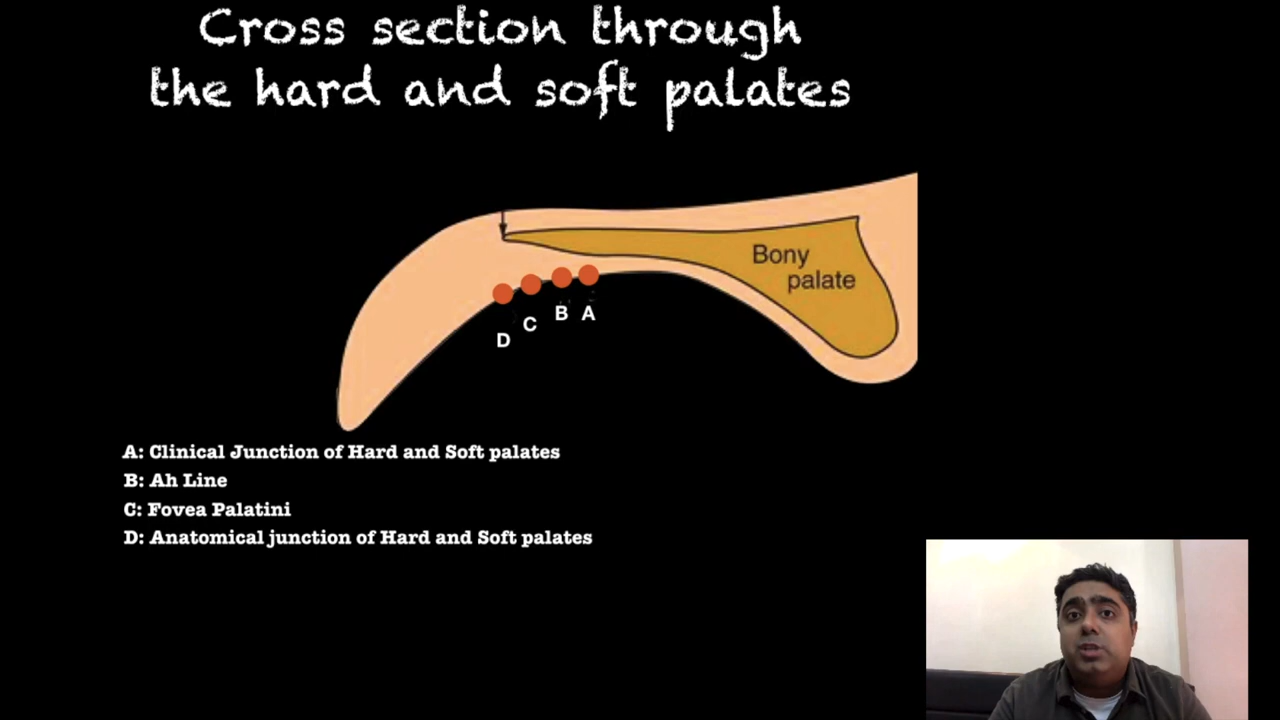 Cross section through
the hard and soft palates
Bony
palate
A
B
C
D
A: Clinical Junction of Hard and Soft palates
B: Ah Line
C: Fovea Palatini
D: Anatomical junction of Hard and Soft palates